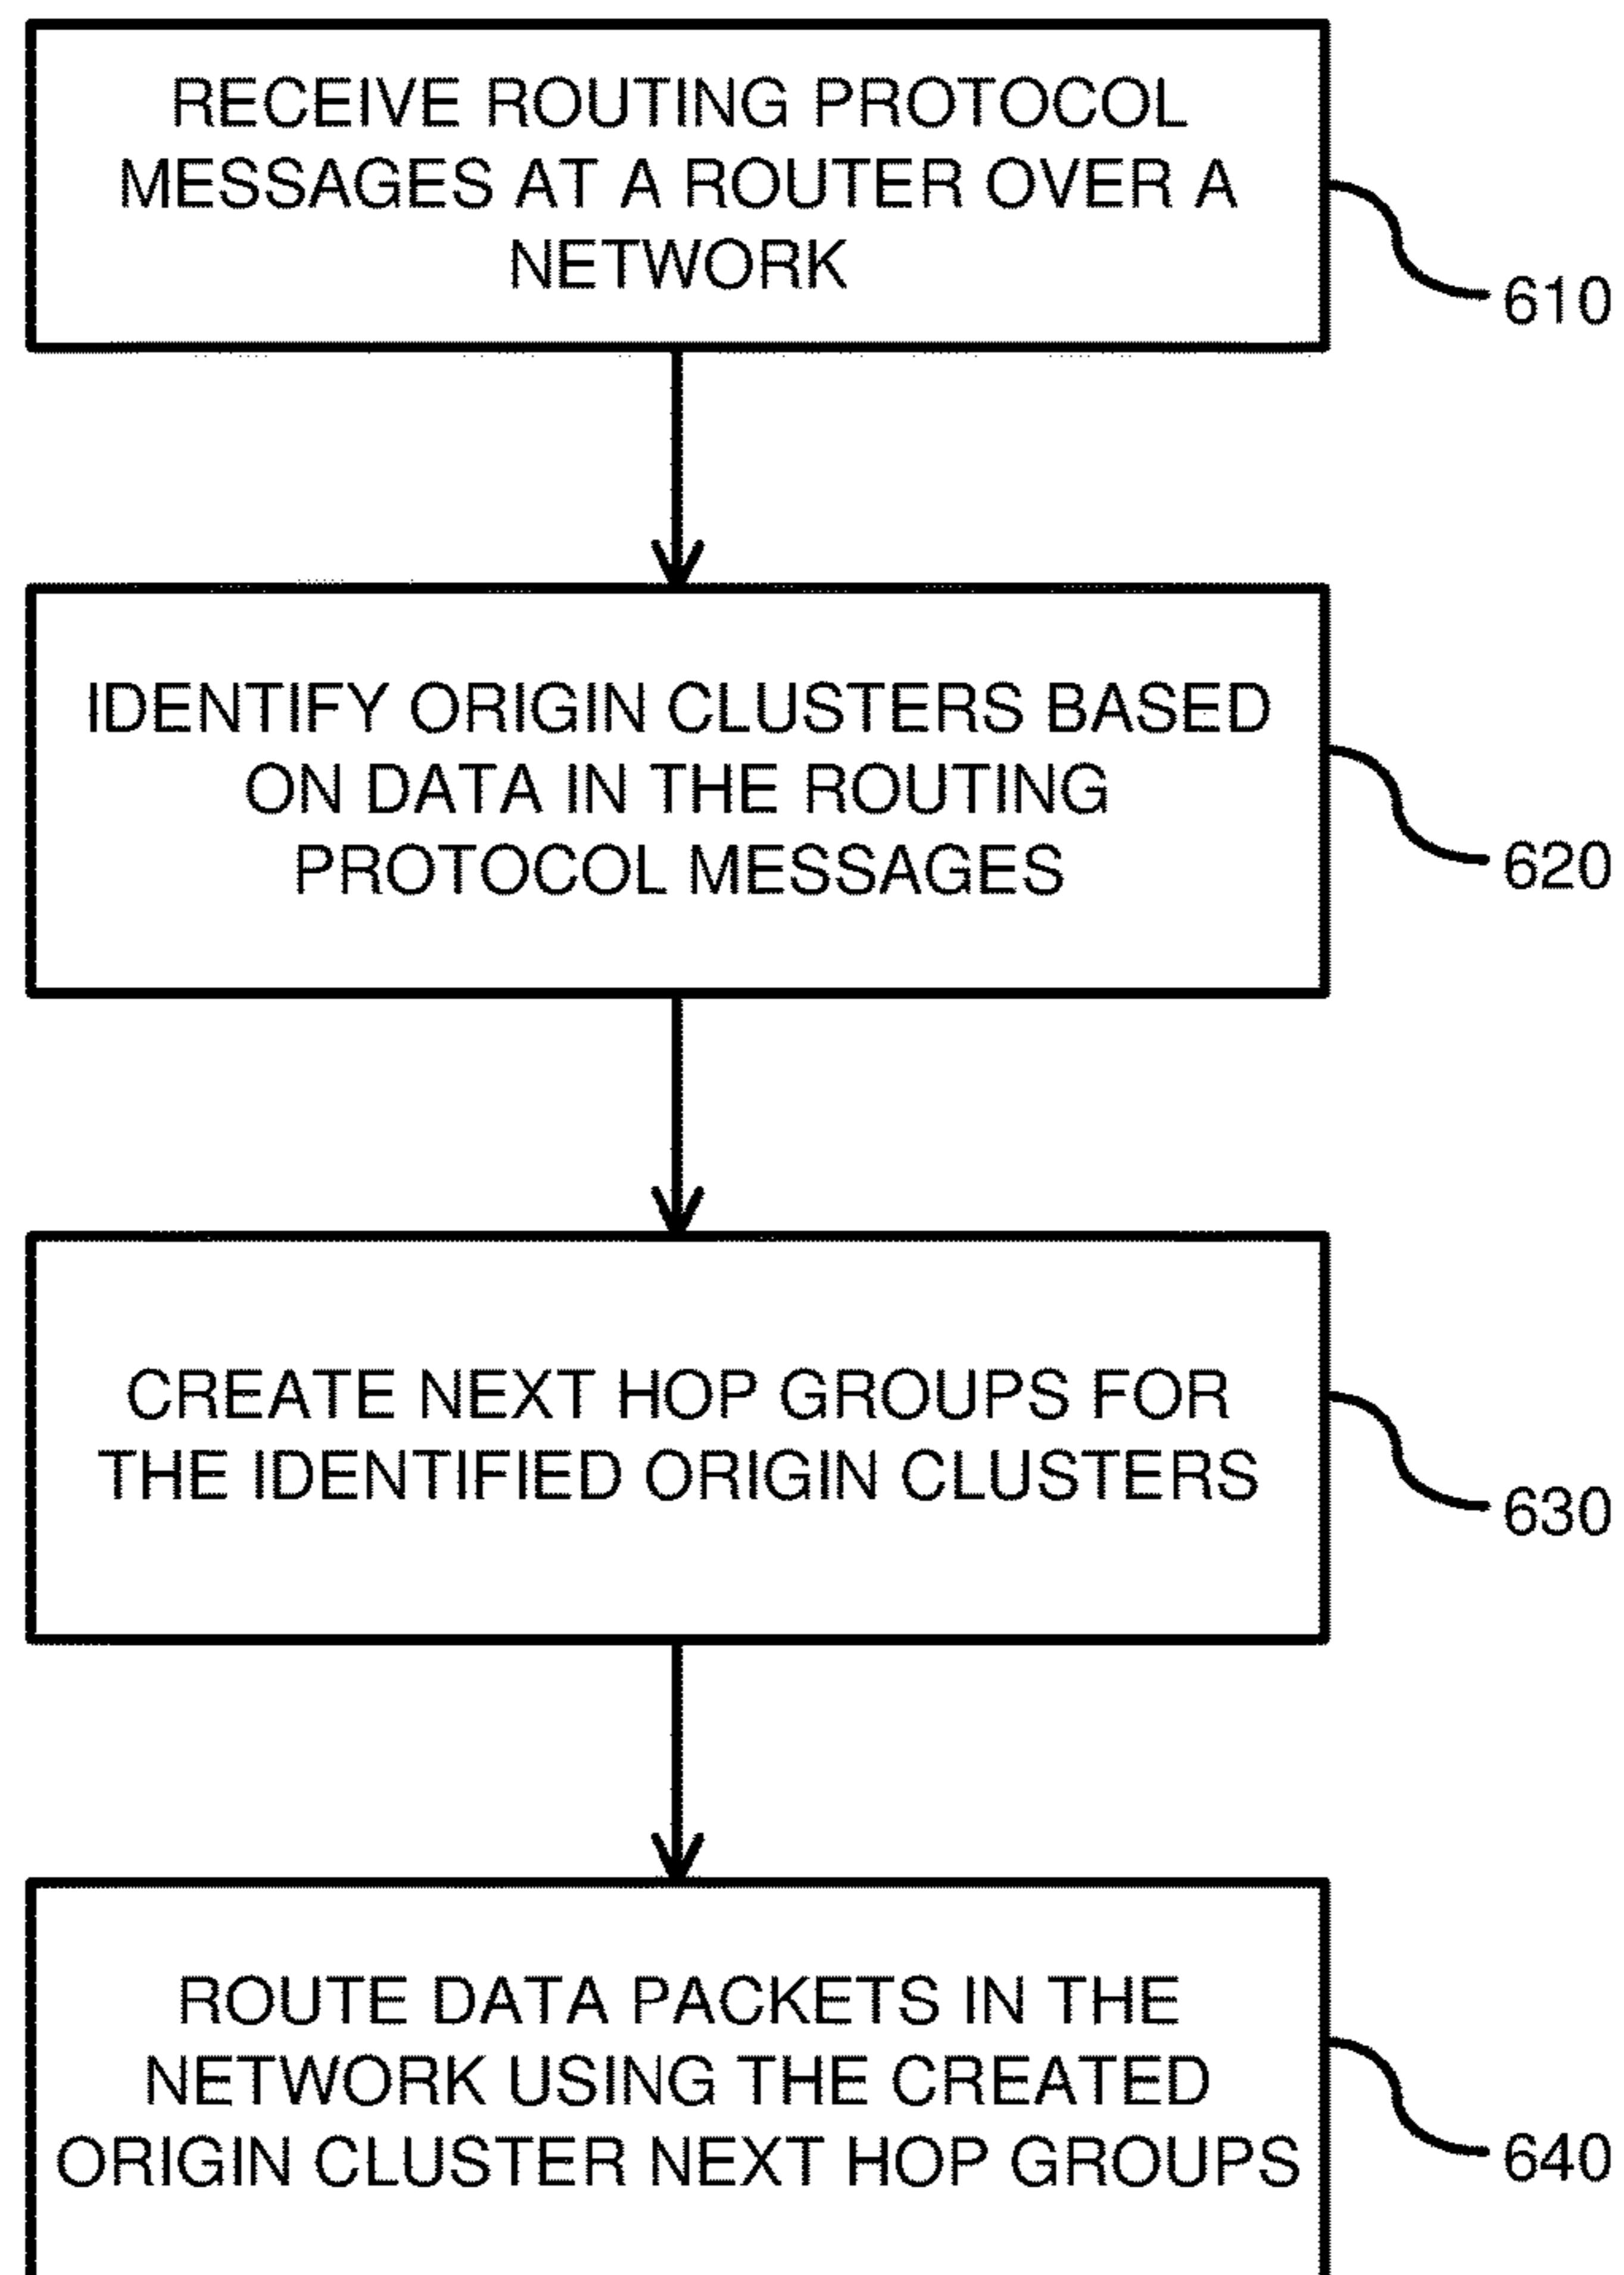 RECEIVE ROUTING PROTOCOL
MESSAGES AT A ROUTER OVER A
NETWORK
610
IDENTIFY ORIGIN CLUSTERS BASED
ON DATA IN THE ROUTING
PROTOCOL MESSAGES
620
CREATE NEXT HOP GROUPS FOR
THE IDENTIFIED ORIGIN CLUSTERS
630
ROUTE DATA PACKETS IN THE
NETWORK USING THE CREATED
ORIGIN CLUSTER NEXT HOP GROUPS
640